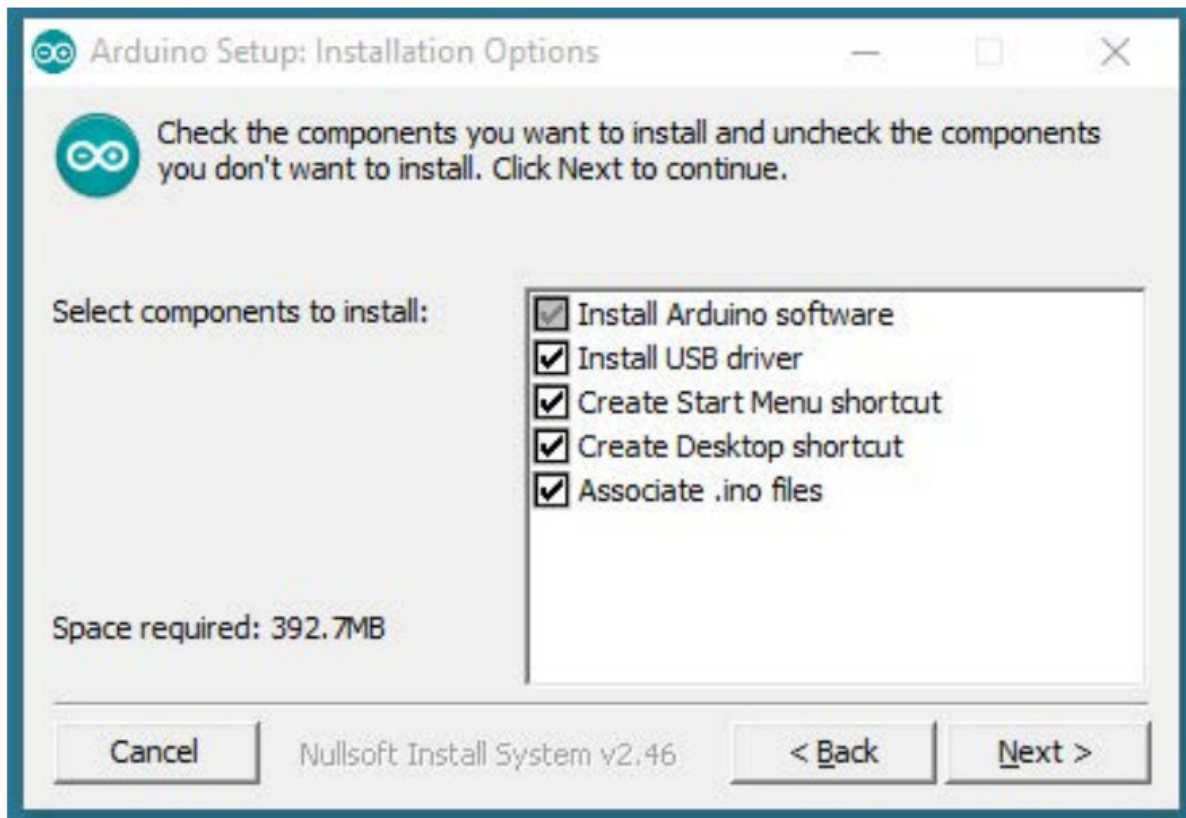 Arduino Setup: Installation Options
Check the components you want to install and uncheck the components
you don't want to install. Click Next to continue.
Select components to install:
Install Arduino software
Install USB driver
Create Start Menu shortcut
Create Desktop shortcut
Associate .ino files
Space required: 392.7MB
Cancel
Nullsoft Install System v2.46
< Back
Next >